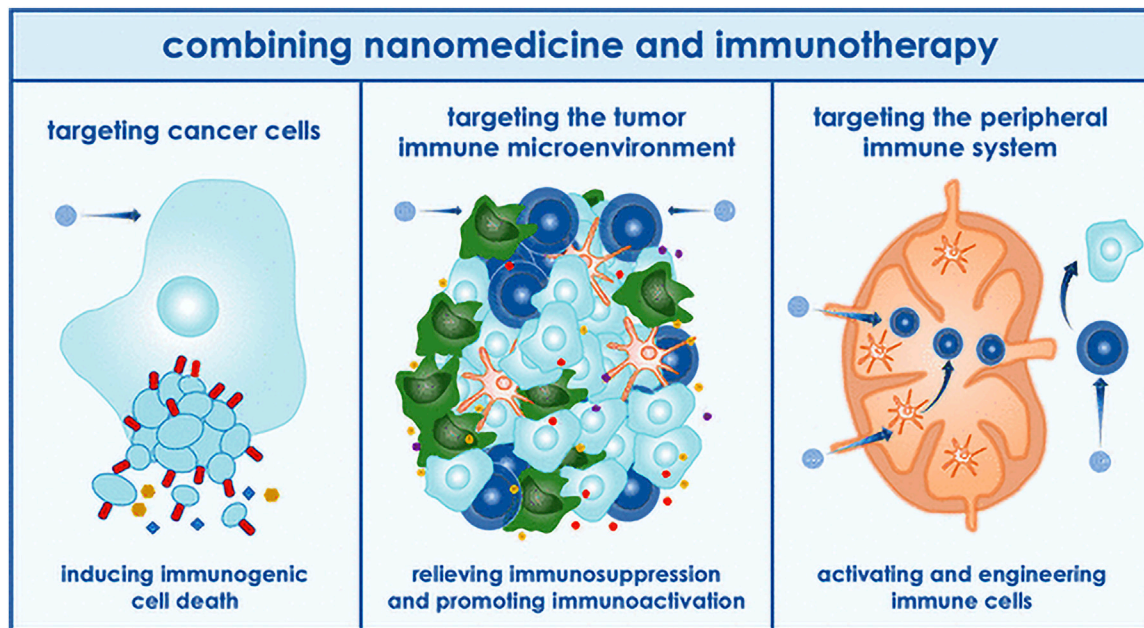 combining nanomedicine and immunotherapy
targeting cancer cells
inducing immunogenic
cell death
targeting the tumor
immune microenvironment
relieving immunosuppression
and promoting immunoactivation
targeting the peripheral
immune system
activating and engineering
immune cells